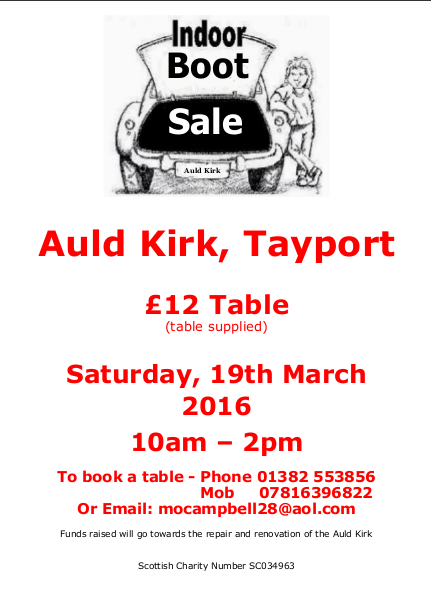 Indoor
Boot
Sale
Auld Kirk
Auld Kirk, Tayport
£12 Table
(table supplied)
Saturday, 19th March
2016
10am – 2pm
To book a table - Phone 01382 553856
Mob 07816396822
Or Email: mocampbell28@aol.com
Funds raised will go towards the repair and renovation of the Auld Kirk
Scottish Charity Number SC034963